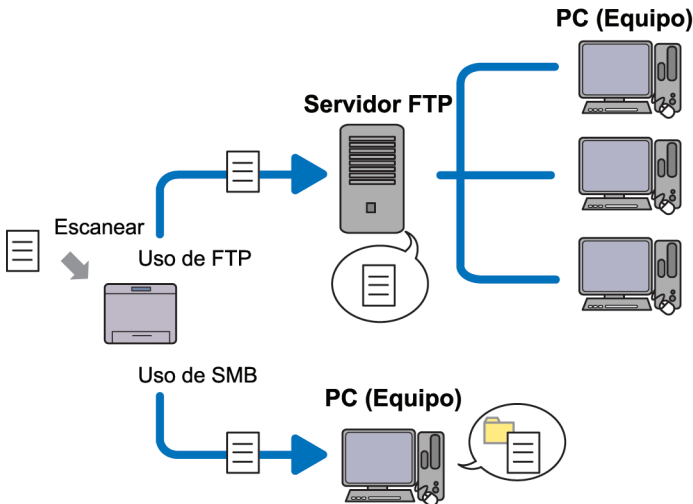 PC (Equipo)
Servidor FTP
Escanear
Uso de FTP
Uso de SMB
PC (Equipo)